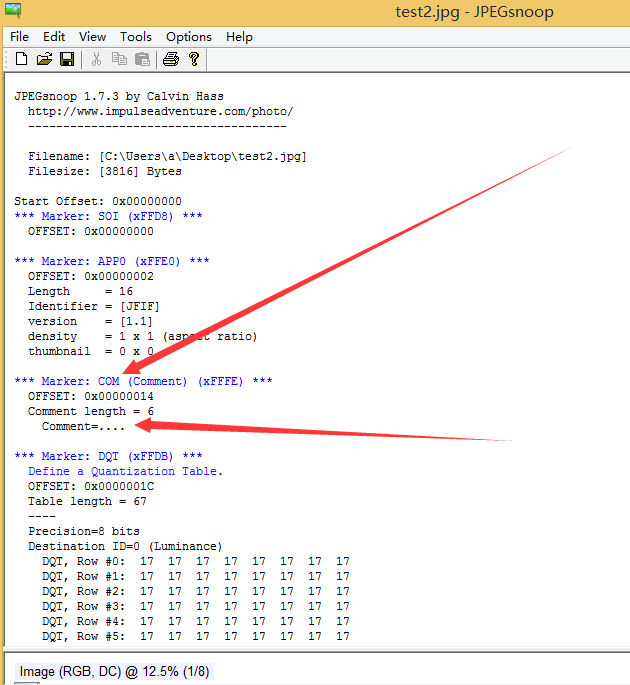 test2.jpg - JPEGsnoop
File Edit View Tools Options Help
JPEGsnoop 1.7.3 by Calvin Hass
http://www.impulseadventure.com/photo/
-------------------------------------
Filename: [C:\Users\a\Desktop\test2.jpg]
Filesize: [3816] Bytes
Start Offset: 0x00000000
*** Marker: SOI (xFFD8) ***
OFFSET: 0x00000000
*** Marker: APP0 (xFFE0) ***
OFFSET: 0x00000002
Length = 16
Identifier = [JFIF]
version = [1.1]
density = 1 x 1 (aspect ratio)
thumbnail = 0 x 0
*** Marker: COM (Comment) (xFFFE) ***
OFFSET: 0x00000014
Comment length = 6
Comment=....
*** Marker: DQT (xFFDB) ***
Define a Quantization Table.
OFFSET: 0x0000001C
Table length = 67
----
Precision=8 bits
Destination ID=0 (Luminance)
DQT, Row #0: 17 17 17 17 17 17 17 17
DQT, Row #1: 17 17 17 17 17 17 17 17
DQT, Row #2: 17 17 17 17 17 17 17 17
DQT, Row #3: 17 17 17 17 17 17 17 17
DQT, Row #4: 17 17 17 17 17 17 17 17
DQT, Row #5: 17 17 17 17 17 17 17 17
Image (RGB, DC) @ 12.5% (1/8)